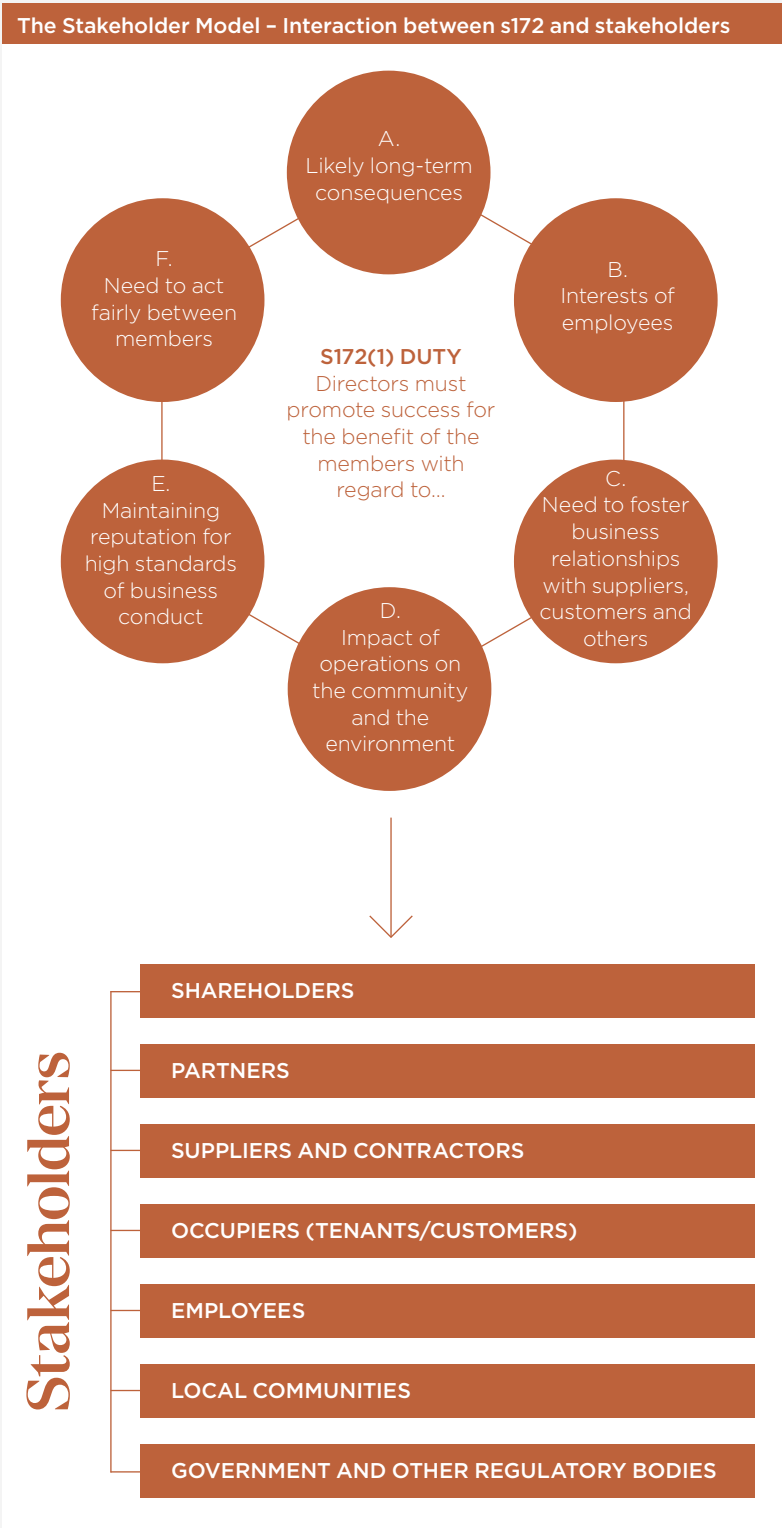 The Stakeholder Model – Interaction between s172 and stakeholders
A.
Likely long-term
consequences
B.
Interests of
employees
C.
Need to foster
business
relationships
with suppliers,
customers and
others
D.
Impact of
operations on
the community
and the
environment
E.
Maintaining
reputation for
high standards
of business
conduct
F.
Need to act
fairly between
members
S172(1) DUTY
Directors must
promote success for
the benefit of the
members with
regard to...
Stakeholders
SHAREHOLDERS
PARTNERS
SUPPLIERS AND CONTRACTORS
OCCUPIERS (TENANTS/CUSTOMERS)
EMPLOYEES
LOCAL COMMUNITIES
GOVERNMENT AND OTHER REGULATORY BODIES